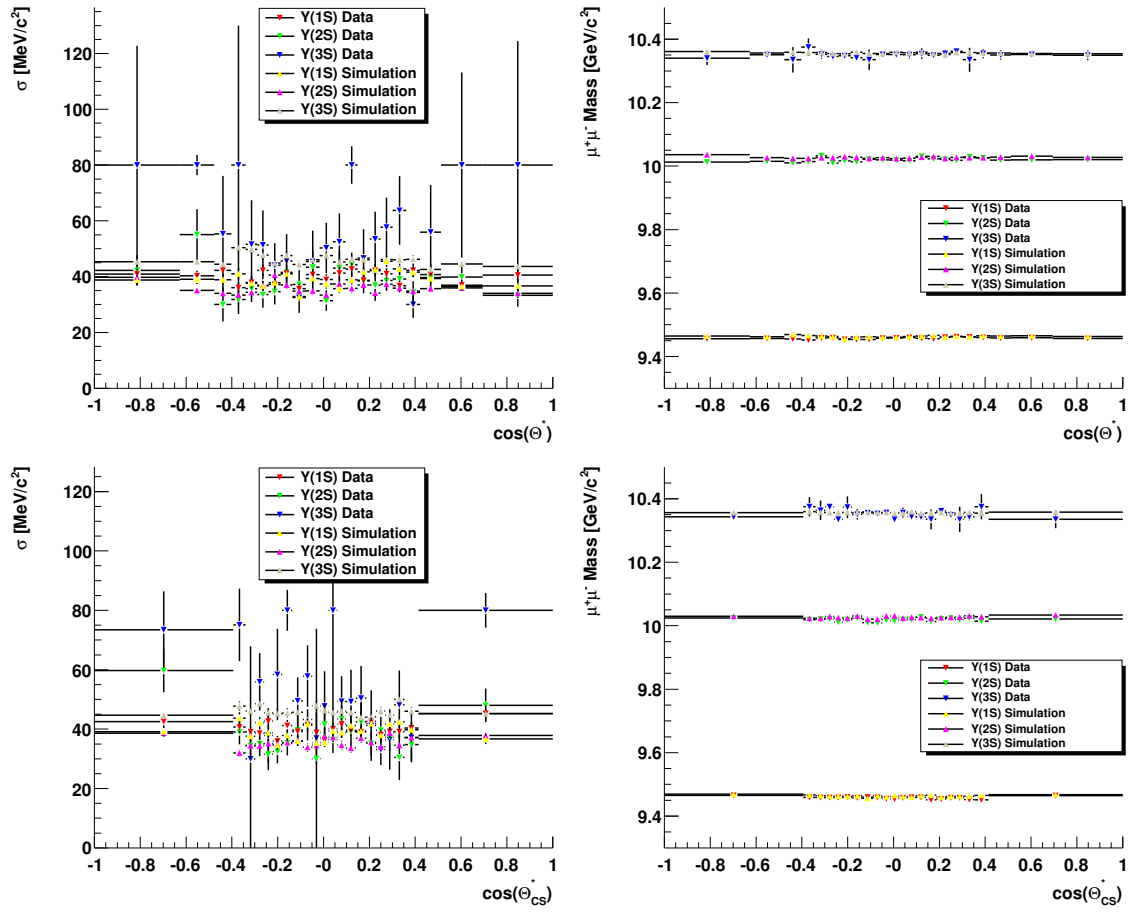 σ [MeV/c²]
120
100
80
60
40
20
0
Y(1S) Data
Y(2S) Data
Y(3S) Data
Y(1S) Simulation
Y(2S) Simulation
Y(3S) Simulation
-1 -0.8 -0.6 -0.4 -0.2 -0 0.2 0.4 0.6 0.8 1
cos(Θ*)
μ⁺μ⁻ Mass [GeV/c²]
10.4
10.2
10
9.8
9.6
9.4
Y(1S) Data
Y(2S) Data
Y(3S) Data
Y(1S) Simulation
Y(2S) Simulation
Y(3S) Simulation
-1 -0.8 -0.6 -0.4 -0.2 -0 0.2 0.4 0.6 0.8 1
cos(Θ*)
σ [MeV/c²]
120
100
80
60
40
20
0
Y(1S) Data
Y(2S) Data
Y(3S) Data
Y(1S) Simulation
Y(2S) Simulation
Y(3S) Simulation
-1 -0.8 -0.6 -0.4 -0.2 -0 0.2 0.4 0.6 0.8 1
cos(Θ*CS)
μ⁺μ⁻ Mass [GeV/c²]
10.4
10.2
10
9.8
9.6
9.4
Y(1S) Data
Y(2S) Data
Y(3S) Data
Y(1S) Simulation
Y(2S) Simulation
Y(3S) Simulation
-1 -0.8 -0.6 -0.4 -0.2 -0 0.2 0.4 0.6 0.8 1
cos(Θ*CS)